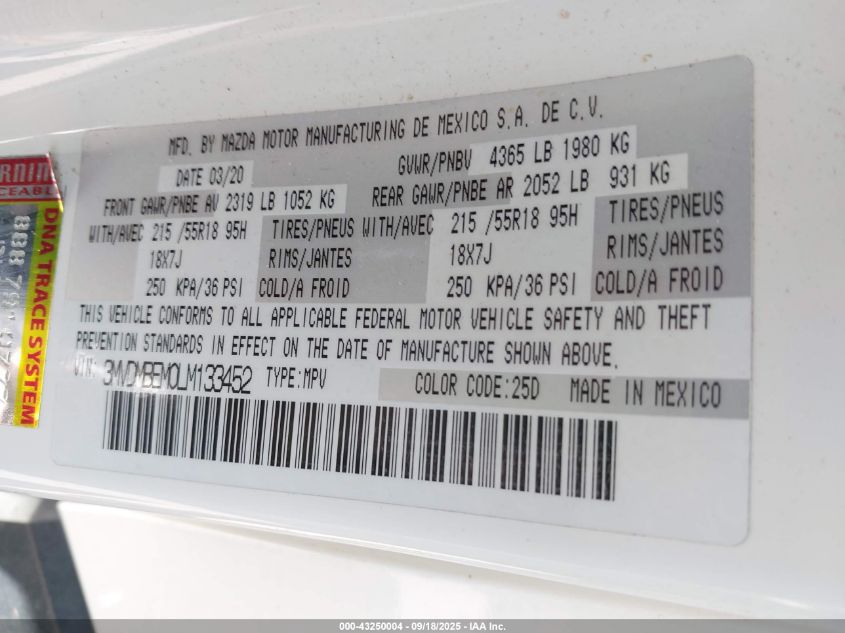 MFD. BY MAZDA MOTOR MANUFACTURING DE MEXICO S.A. DE C.V.
DATE 03/20 GVWR/PNBV 4365 LB 1980 KG
FRONT GAWR/PNBE AV 2319 LB 1052 KG REAR GAWR/PNBE AR 2052 LB 931 KG
WITH/AVEC 215 /55R18 95H TIRES/PNEUS WITH/AVEC 215 /55R18 95H TIRES/PNEUS
18X7J RIMS/JANTES 18X7J RIMS/JANTES
250 KPA/36 PSI COLD/A FROID 250 KPA/36 PSI COLD/A FROID
THIS VEHICLE CONFORMS TO ALL APPLICABLE FEDERAL MOTOR VEHICLE SAFETY AND THEFT
PREVENTION STANDARDS IN EFFECT ON THE DATE OF MANUFACTURE SHOWN ABOVE.
VIN: 3MVDMBEM0LM133452 TYPE:MPV COLOR CODE:25D MADE IN MEXICO
DNA TRACE SYSTEM
000-43250004 - 09/18/2025 - IAA Inc.